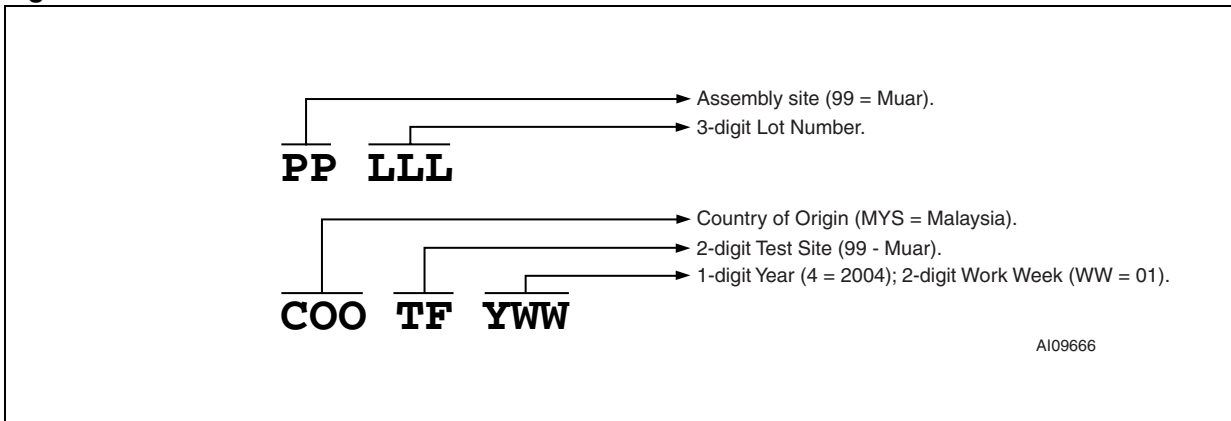 Assembly site (99 = Muar).
3-digit Lot Number.
PP LLL
Country of Origin (MYS = Malaysia).
2-digit Test Site (99 - Muar).
1-digit Year (4 = 2004); 2-digit Work Week (WW = 01).
COO TF YWW
AI09666